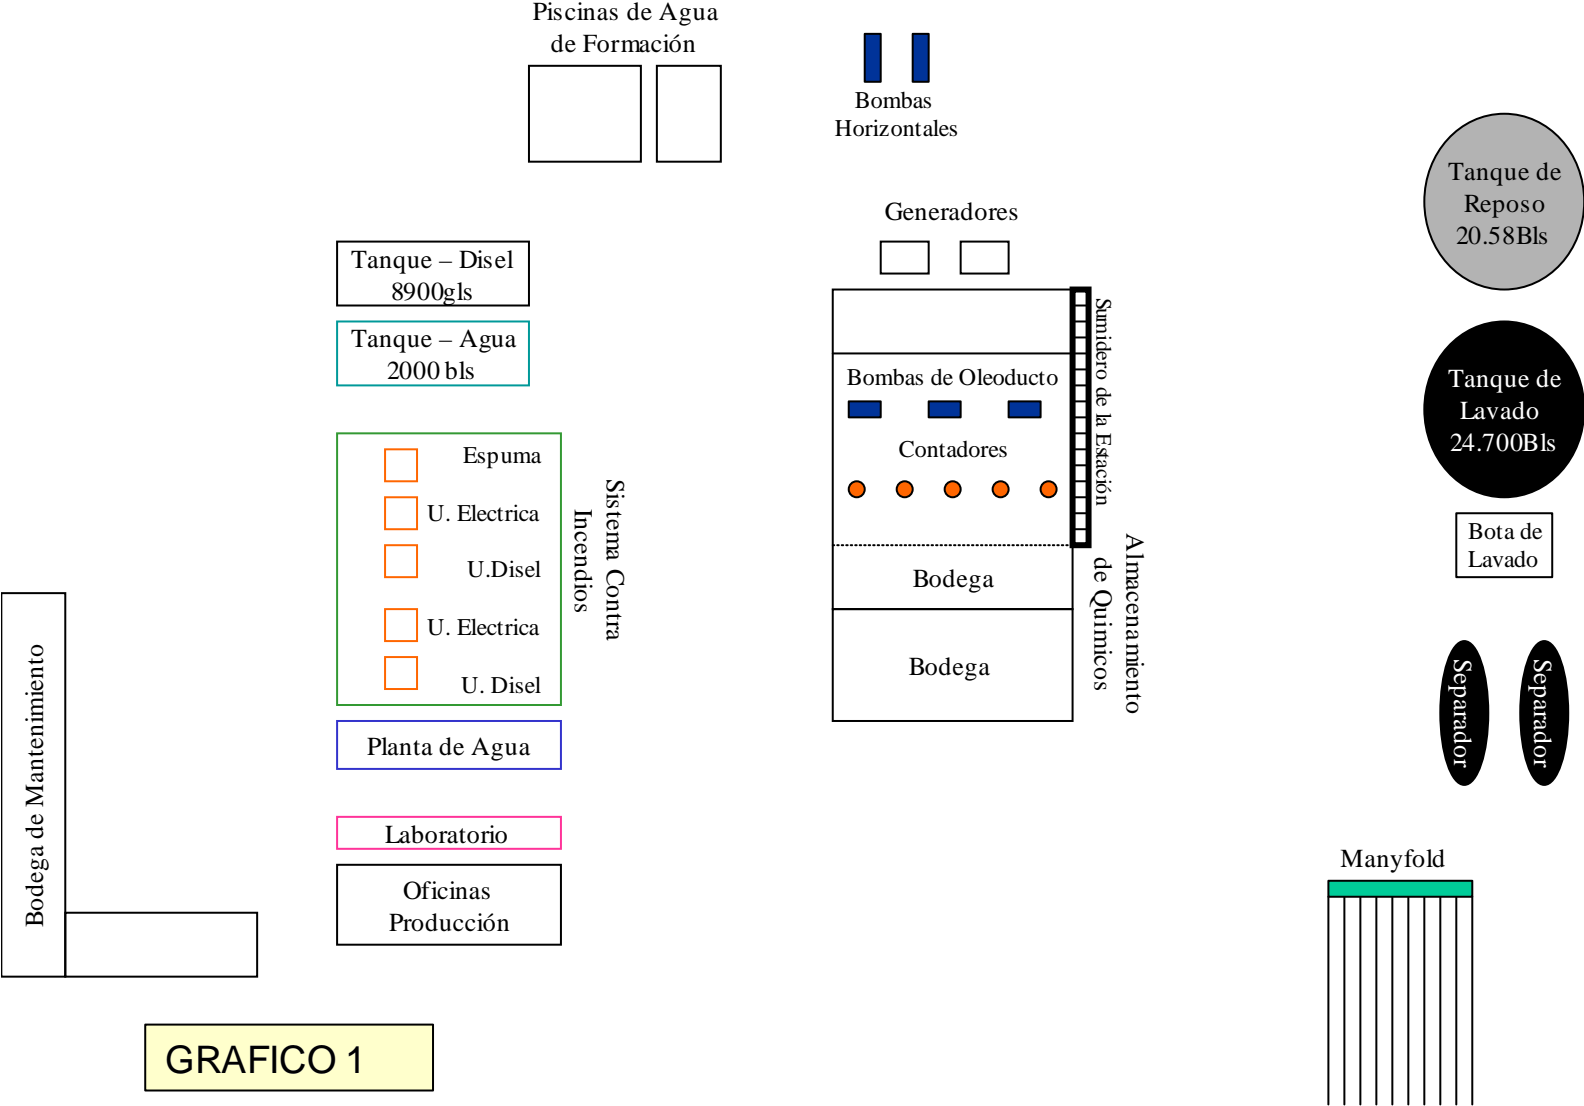 Piscinas de Agua
de Formación
Bombas
Horizontales
Tanque de
Reposo
20.58Bls
Generadores
Tanque – Disel
8900gls
Tanque – Agua
2000 bls
Sumidero de la Estación
Bombas de Oleoducto
Contadores
Tanque de
Lavado
24.700Bls
Espuma
U. Electrica
U.Disel
U. Electrica
U. Disel
Sistema Contra
Incendios
Bota de
Lavado
Almacenamiento
de Quimicos
Bodega
Bodega
Separador
Separador
Bodega de Mantenimiento
Planta de Agua
Laboratorio
Oficinas
Producción
Manyfold
GRAFICO 1